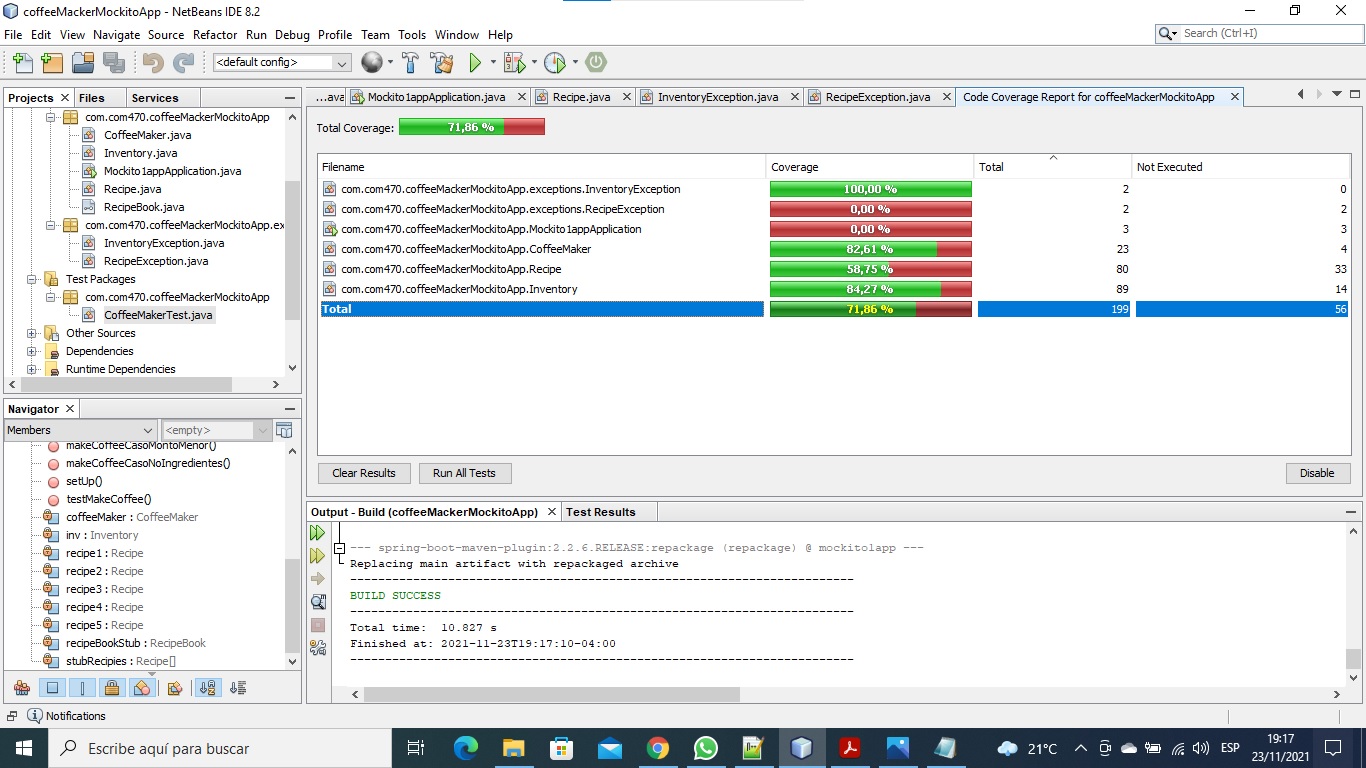 coffeeMackerMockitoApp - NetBeans IDE 8.2
File Edit View Navigate Source Refactor Run Debug Profile Team Tools Window Help
Search (Ctrl+I)
<default config>
Projects Files Services
com.com470.coffeeMackerMockitoApp
CoffeeMaker.java
Inventory.java
Mockito1appApplication.java
Recipe.java
RecipeBook.java
com.com470.coffeeMackerMockitoApp.ex
InventoryException.java
RecipeException.java
Test Packages
com.com470.coffeeMackerMockitoApp
CoffeeMakerTest.java
Other Sources
Dependencies
Runtime Dependencies
Navigator
Members
<empty>
makeCoffeeCasoMontoMenor()
makeCoffeeCasoNoIngredientes()
setUp()
testMakeCoffee()
coffeeMaker : CoffeeMaker
inv : Inventory
recipe1 : Recipe
recipe2 : Recipe
recipe3 : Recipe
recipe4 : Recipe
recipe5 : Recipe
recipeBookStub : RecipeBook
stubRecipies : Recipe[]
...ava Mockito1appApplication.java Recipe.java InventoryException.java RecipeException.java Code Coverage Report for coffeeMackerMockitoApp
Total Coverage: 71,86 %
Filename Coverage Total Not Executed
com.com470.coffeeMackerMockitoApp.exceptions.InventoryException 100,00 % 2 0
com.com470.coffeeMackerMockitoApp.exceptions.RecipeException 0,00 % 2 2
com.com470.coffeeMackerMockitoApp.Mockito1appApplication 0,00 % 3 3
com.com470.coffeeMackerMockitoApp.CoffeeMaker 82,61 % 23 4
com.com470.coffeeMackerMockitoApp.Recipe 58,75 % 80 33
com.com470.coffeeMackerMockitoApp.Inventory 84,27 % 89 14
Total 71,86 % 199 56
Clear Results Run All Tests Disable
Output - Build (coffeeMackerMockitoApp) Test Results
--- spring-boot-maven-plugin:2.2.6.RELEASE:repackage (repackage) @ mockito1app ---
Replacing main artifact with repackaged archive
------------------------------------------------------------------------
BUILD SUCCESS
------------------------------------------------------------------------
Total time:  10.827 s
Finished at: 2021-11-23T19:17:10-04:00
------------------------------------------------------------------------
Notifications
Escribe aquí para buscar
21°C
ESP
19:17
23/11/2021